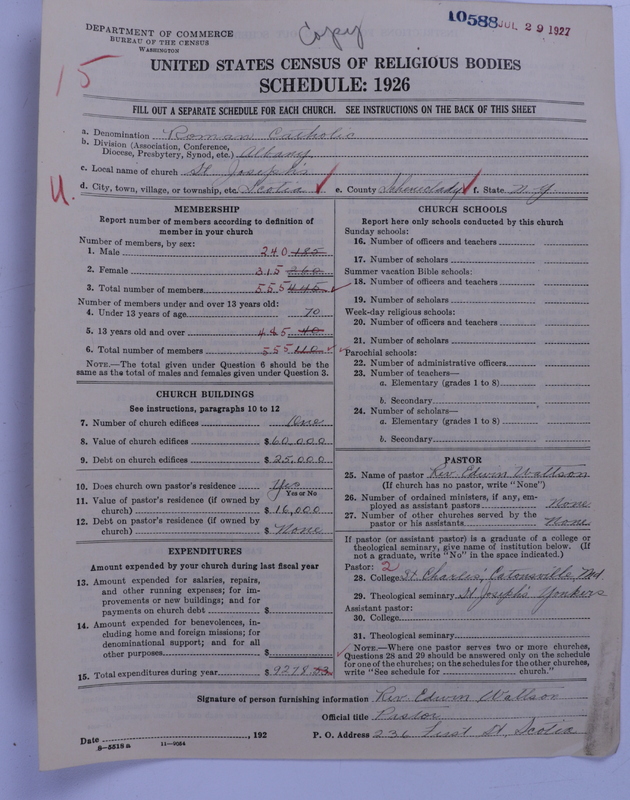 DEPARTMENT OF COMMERCE
BUREAU OF THE CENSUS
WASHINGTON
Copy
10588 JUL 29 1927
15
UNITED STATES CENSUS OF RELIGIOUS BODIES
SCHEDULE: 1926
FILL OUT A SEPARATE SCHEDULE FOR EACH CHURCH. SEE INSTRUCTIONS ON THE BACK OF THIS SHEET
a. Denomination Roman Catholic
b. Division (Association, Conference,
Diocese, Presbytery, Synod, etc.) Albany
c. Local name of church St. Joseph's
U.
d. City, town, village, or township, etc. Scotia e. County Schenectady f. State N.Y.
MEMBERSHIP
Report number of members according to definition of
member in your church
Number of members, by sex:
1. Male 240 185
2. Female 315 260
3. Total number of members 555 445
Number of members under and over 13 years old:
4. Under 13 years of age 70
5. 13 years old and over 445 40
6. Total number of members 555 110
NOTE.—The total given under Question 6 should be the
same as the total of males and females given under Question 3.
CHURCH BUILDINGS
See instructions, paragraphs 10 to 12
7. Number of church edifices One
8. Value of church edifices $ 60,000
9. Debt on church edifices $ 25,000
10. Does church own pastor's residence? Yes
Yes or No
11. Value of pastor's residence (if owned by
church) $ 16,000
12. Debt on pastor's residence (if owned by
church) $ None
EXPENDITURES
Amount expended by your church during last fiscal year
13. Amount expended for salaries, repairs,
and other running expenses; for im-
provements or new buildings; and for
payments on church debt $
14. Amount expended for benevolences, in-
cluding home and foreign missions; for
denominational support; and for all
other purposes $
15. Total expenditures during year $ 9278.53
CHURCH SCHOOLS
Report here only schools conducted by this church
Sunday schools:
16. Number of officers and teachers
17. Number of scholars
Summer vacation Bible schools:
18. Number of officers and teachers
19. Number of scholars
Week-day religious schools:
20. Number of officers and teachers
21. Number of scholars
Parochial schools:
22. Number of administrative officers
23. Number of teachers—
a. Elementary (grades 1 to 8)
b. Secondary
24. Number of scholars—
a. Elementary (grades 1 to 8)
b. Secondary
PASTOR
25. Name of pastor Rev. Edwin Wattson
(If church has no pastor, write "None")
26. Number of ordained ministers, if any, em-
ployed as assistant pastors None
27. Number of other churches served by the
pastor or his assistants None
If pastor (or assistant pastor) is a graduate of a college or
theological seminary, give name of institution below. (If
not a graduate, write "No" in the space indicated.)
Pastor: 2
28. College St. Charles', Catonsville, Md
29. Theological seminary St Joseph's Yonkers
Assistant pastor:
30. College
31. Theological seminary
NOTE.—Where one pastor serves two or more churches,
Questions 28 and 29 should be answered only on the schedule
for one of the churches; on the schedules for the other churches,
write "See schedule for church."
Signature of person furnishing information Rev. Edwin Wattson
Official title Pastor
Date , 192 P. O. Address 236 First St, Scotia
8-5518a 11-9084